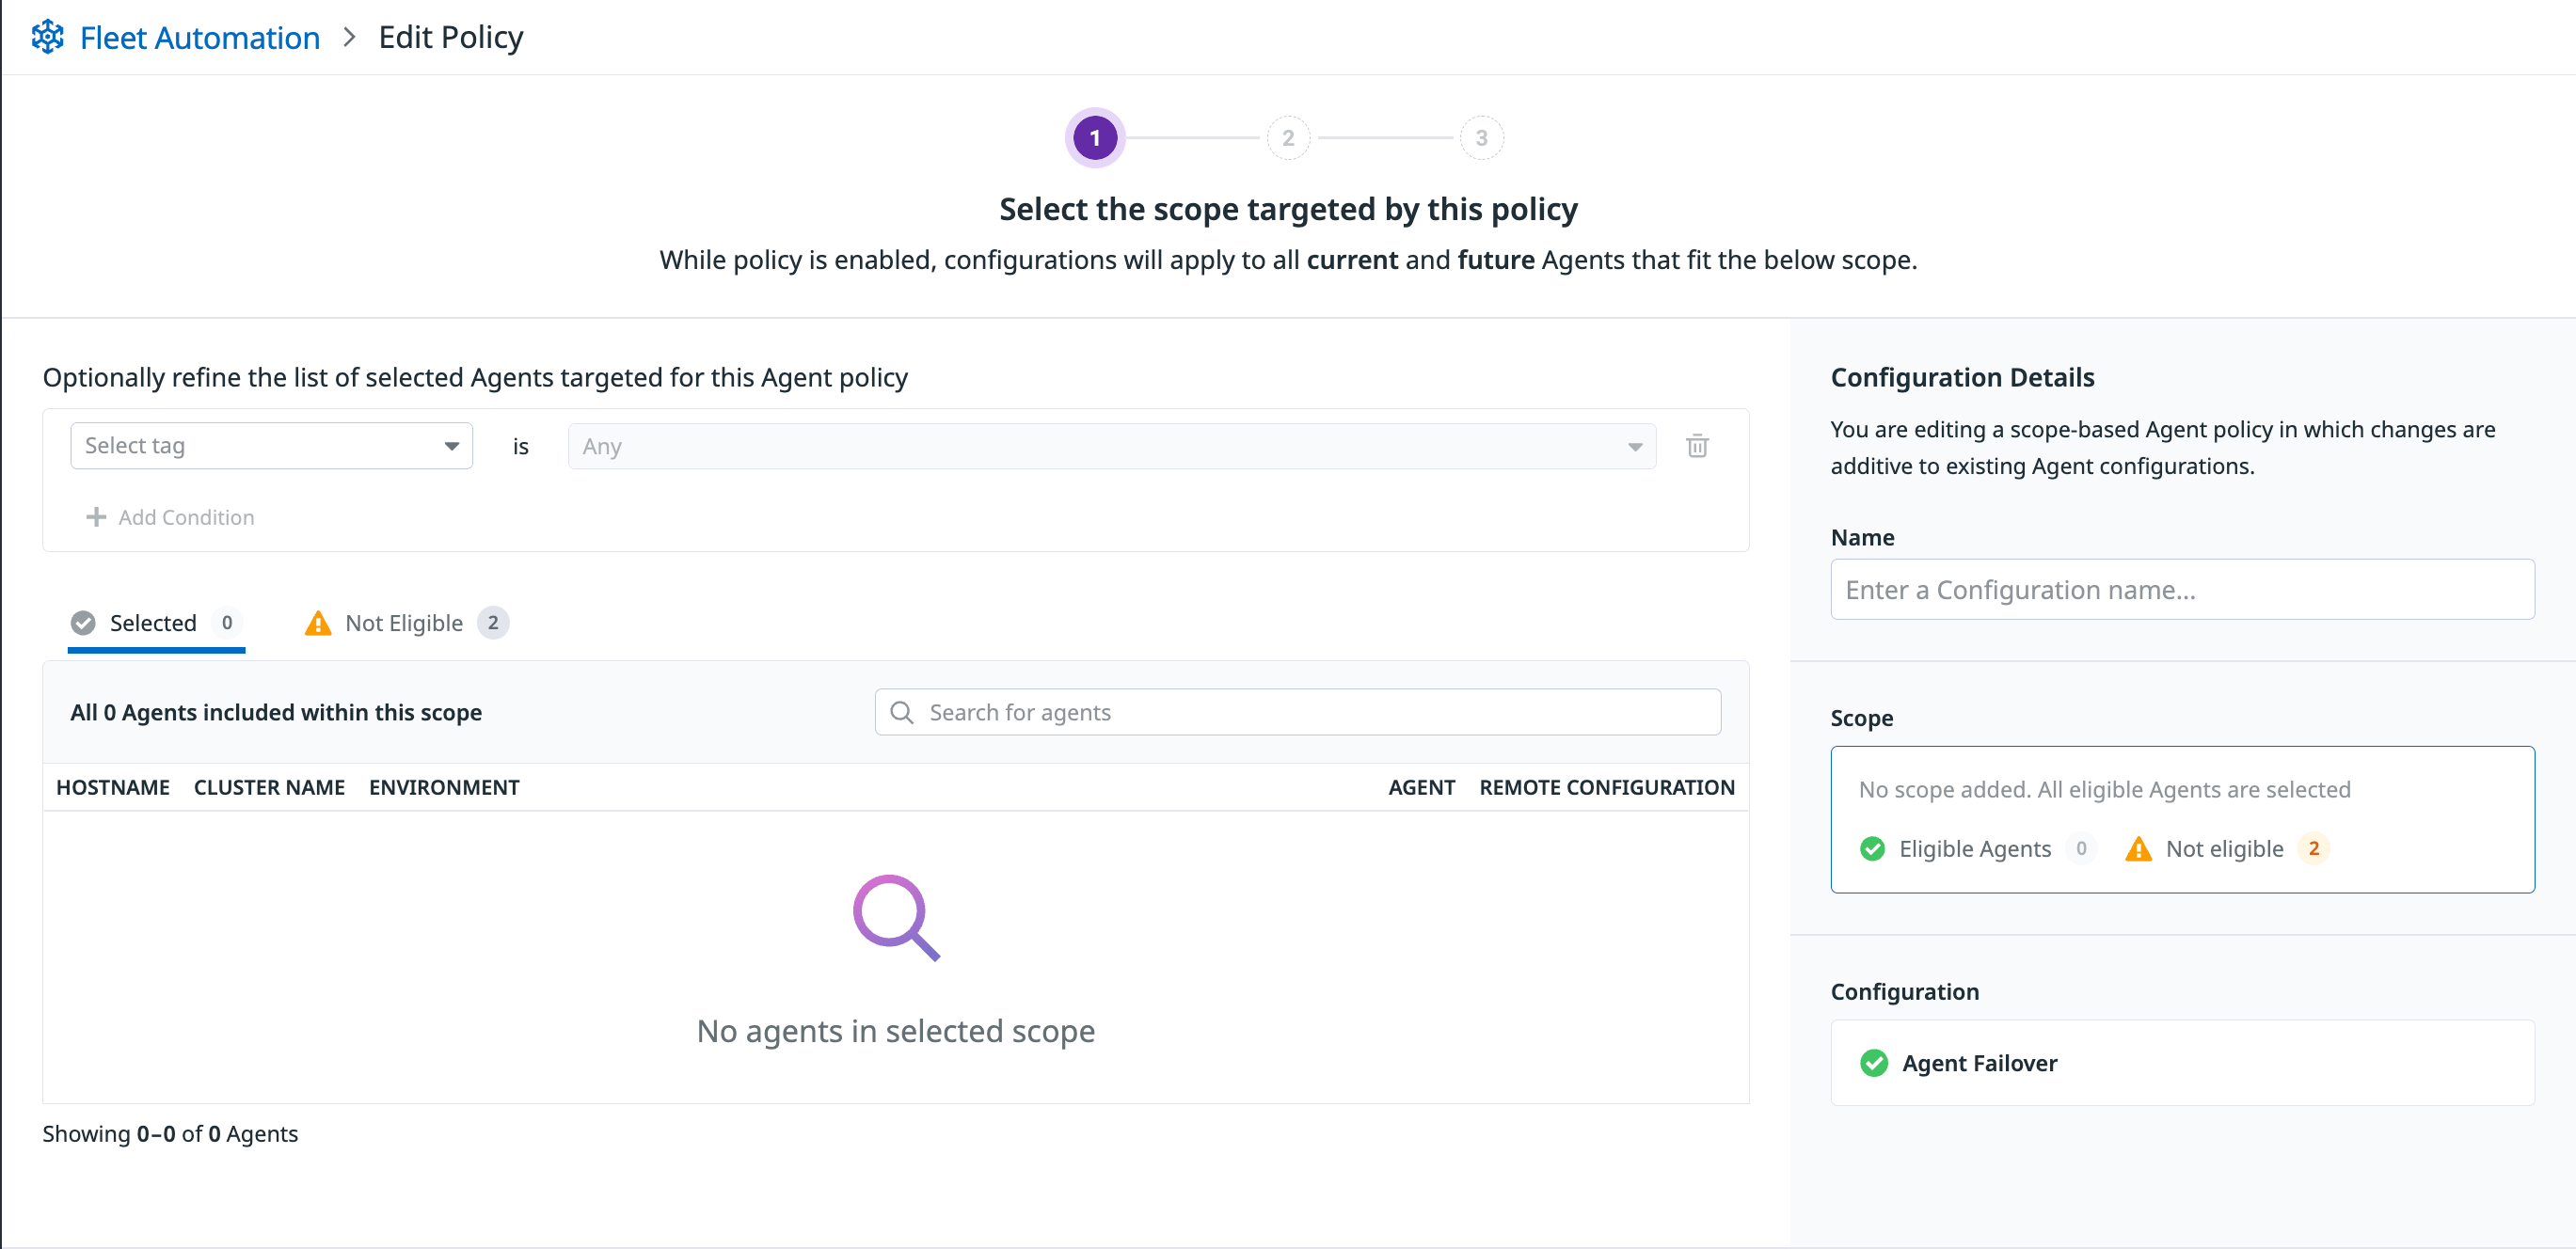 Fleet Automation > Edit Policy
1 2 3
Select the scope targeted by this policy
While policy is enabled, configurations will apply to all current and future Agents that fit the below scope.
Optionally refine the list of selected Agents targeted for this Agent policy
Select tag is Any
+ Add Condition
Selected 0 Not Eligible 2
All 0 Agents included within this scope
Search for agents
HOSTNAME CLUSTER NAME ENVIRONMENT AGENT REMOTE CONFIGURATION
No agents in selected scope
Showing 0–0 of 0 Agents
Configuration Details
You are editing a scope-based Agent policy in which changes are
additive to existing Agent configurations.
Name
Enter a Configuration name...
Scope
No scope added. All eligible Agents are selected
Eligible Agents 0 Not eligible 2
Configuration
Agent Failover